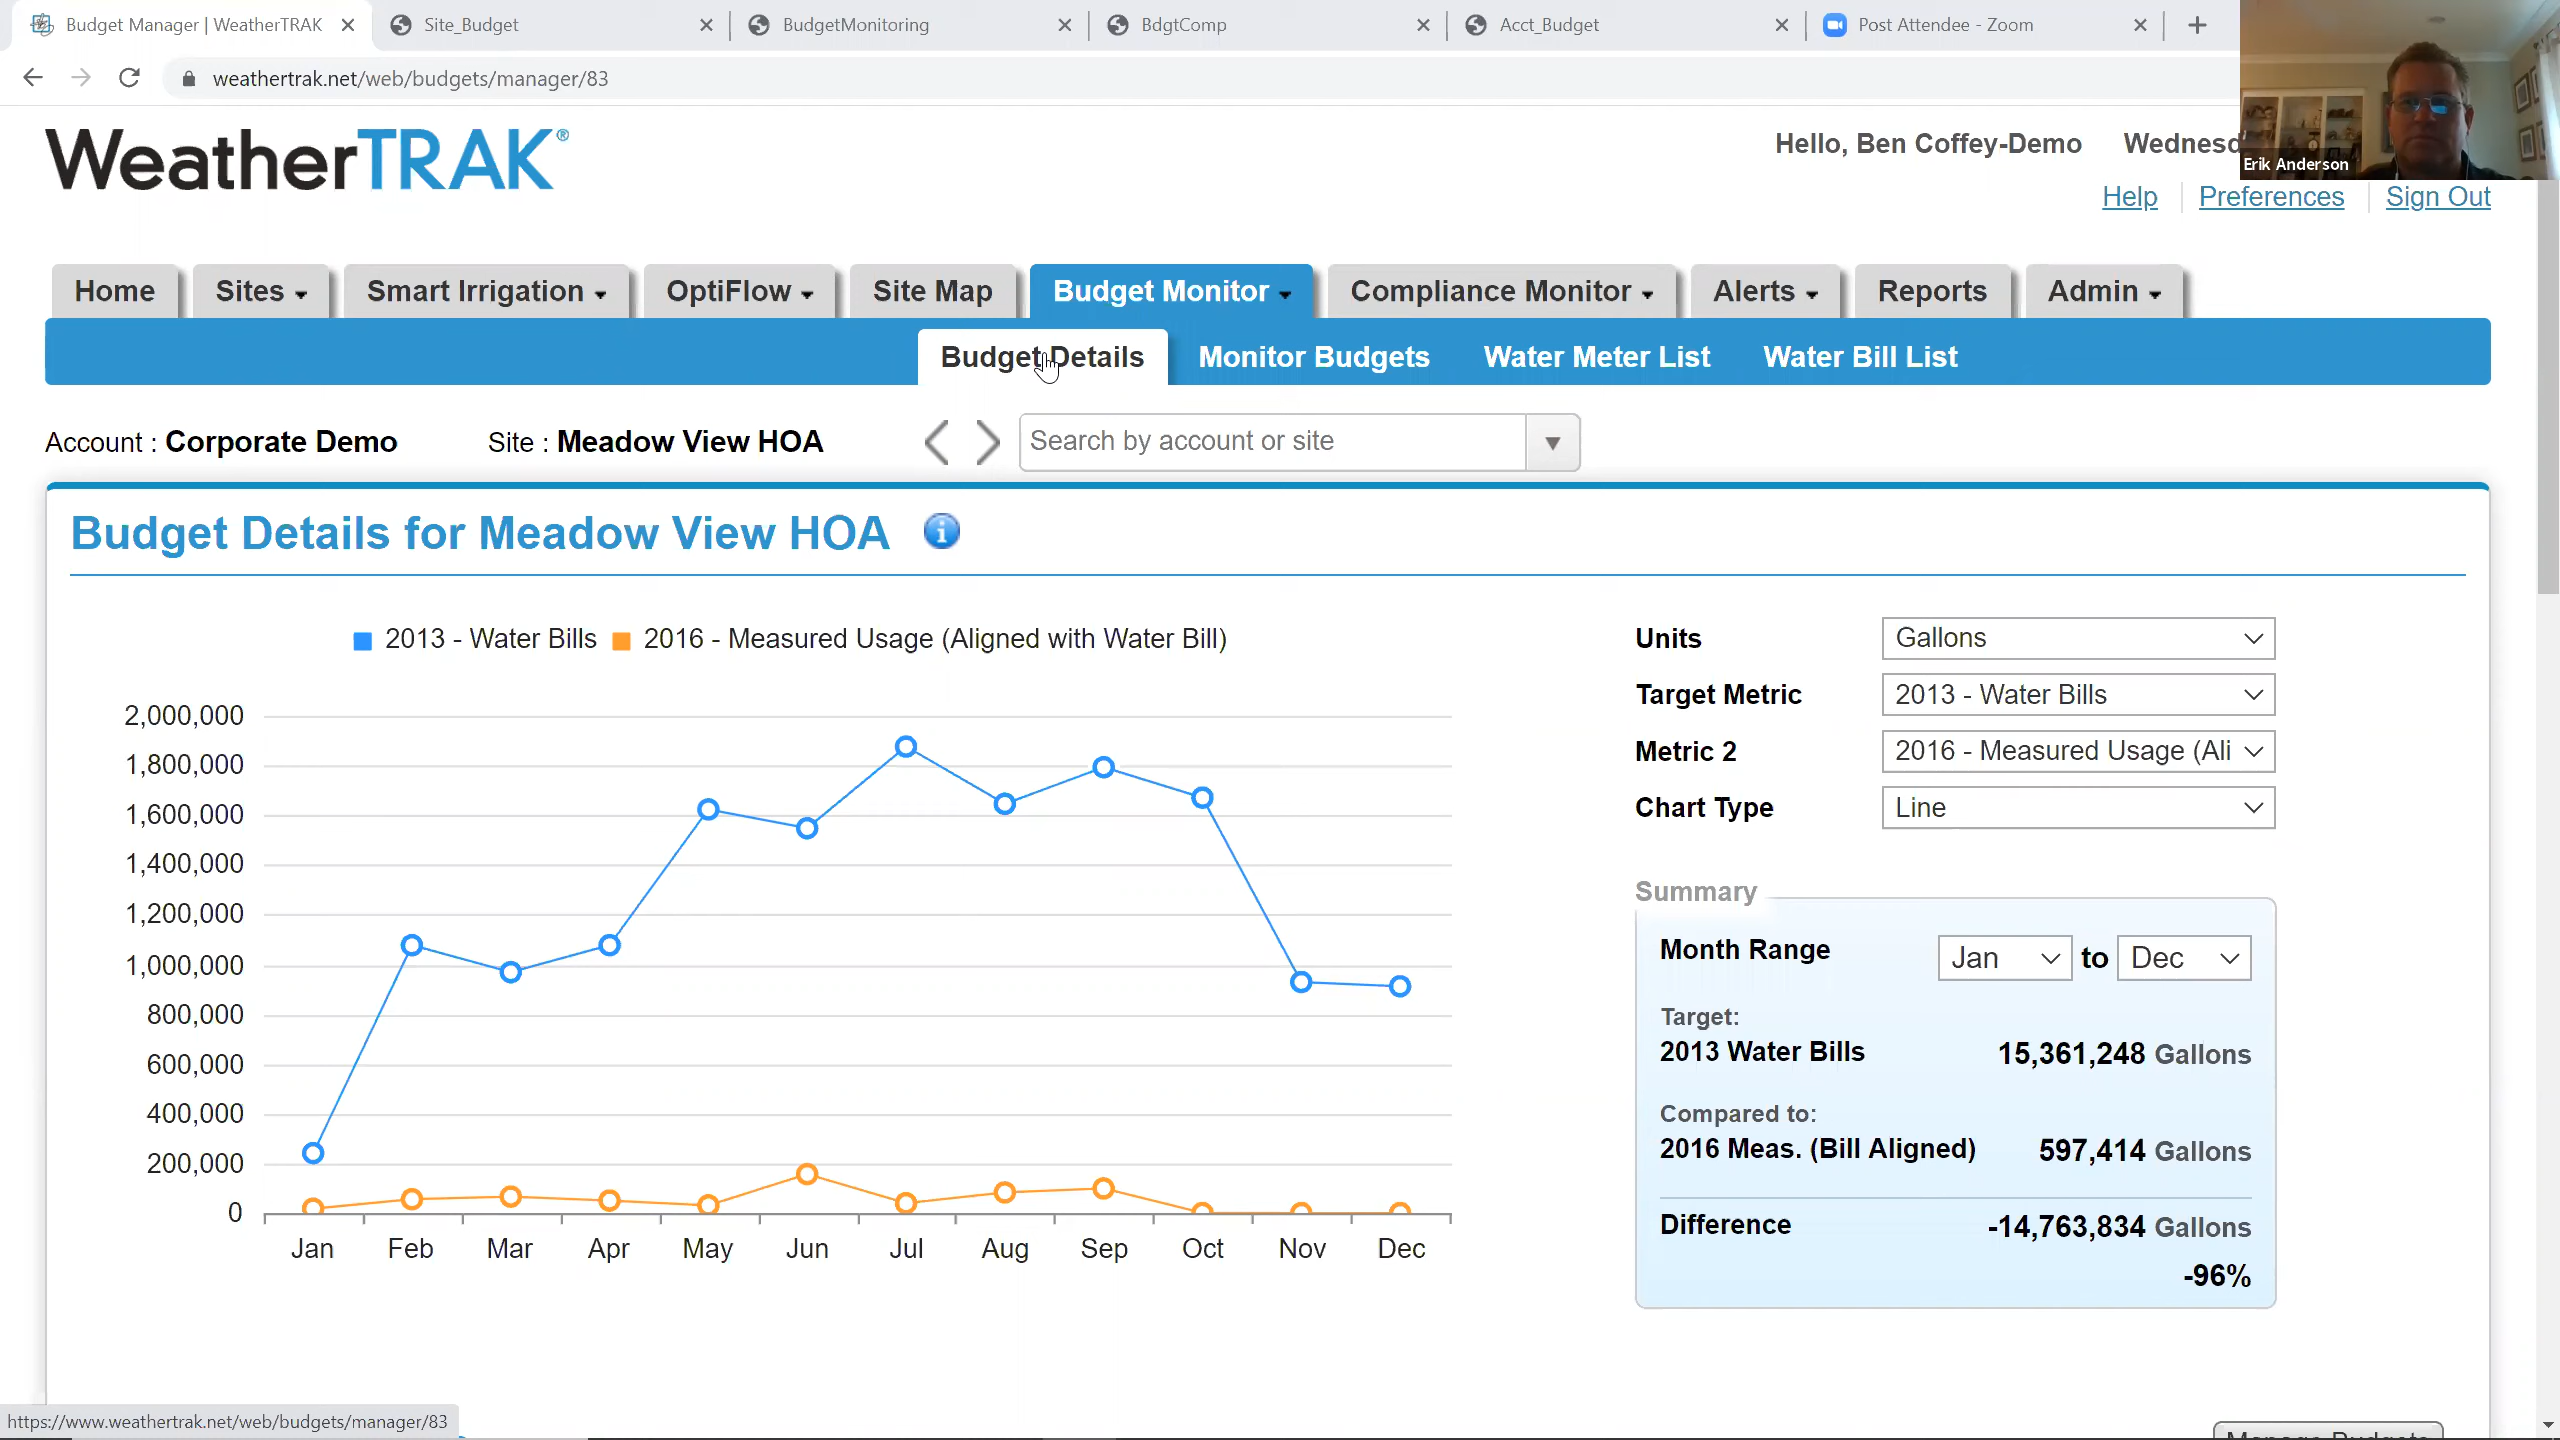 Budget Manager | WeatherTRAK
Site_Budget
BudgetMonitoring
BdgtComp
Acct_Budget
Post Attendee - Zoom
weathertrak.net/web/budgets/manager/83
WeatherTRAK®
Hello, Ben Coffey-Demo
Erik Anderson
Help
Preferences
Sign Out
Home
Sites
Smart Irrigation
OptiFlow
Site Map
Budget Monitor
Compliance Monitor
Alerts
Reports
Admin
Budget Details
Monitor Budgets
Water Meter List
Water Bill List
Account : Corporate Demo
Site : Meadow View HOA
Search by account or site
Budget Details for Meadow View HOA
2013 - Water Bills
2016 - Measured Usage (Aligned with Water Bill)
2,000,000
1,800,000
1,600,000
1,400,000
1,200,000
1,000,000
800,000
600,000
400,000
200,000
0
Jan Feb Mar Apr May Jun Jul Aug Sep Oct Nov Dec
Units
Gallons
Target Metric
2013 - Water Bills
Metric 2
2016 - Measured Usage (Ali
Chart Type
Line
Summary
Month Range
Jan to Dec
Target:
2013 Water Bills 15,361,248 Gallons
Compared to:
2016 Meas. (Bill Aligned) 597,414 Gallons
Difference -14,763,834 Gallons
-96%
https://www.weathertrak.net/web/budgets/manager/83